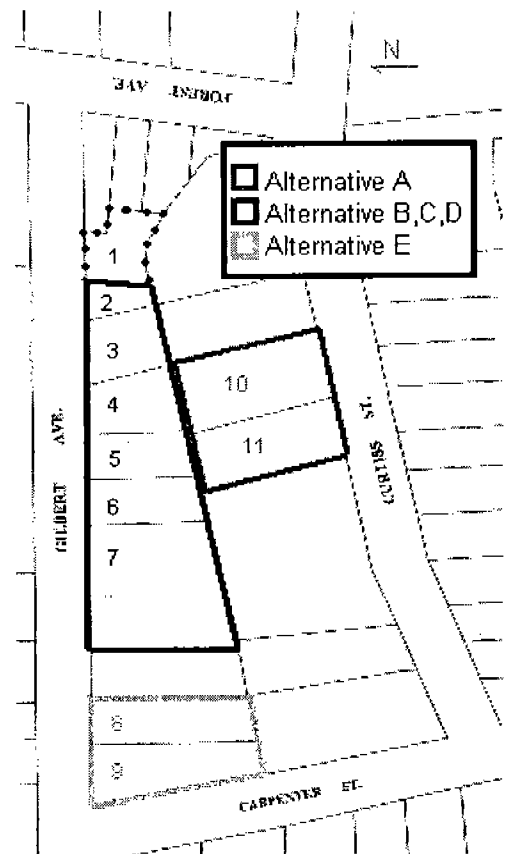 N
FOREST AVE.
Alternative A
Alternative B,C,D
Alternative E
1
2
3
4
5
6
7
8
9
10
11
GILBERT AVE.
CURTISS ST.
CARPENTER ST.